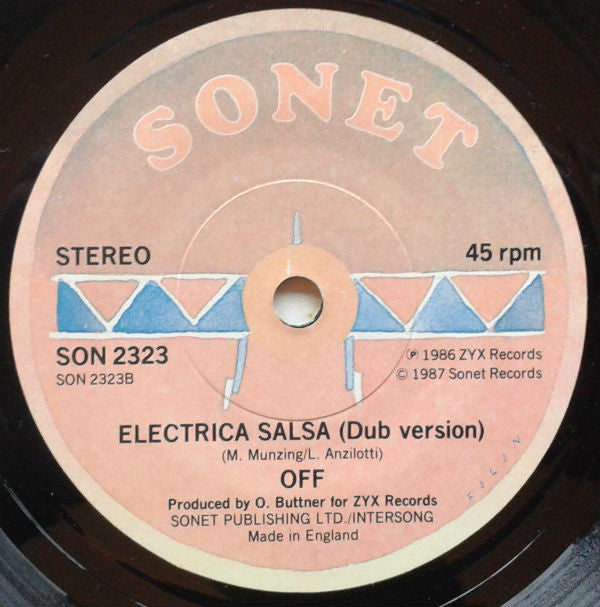 SONET
STEREO
45 rpm
SON 2323
SON 2323B
℗ 1986 ZYX Records
© 1987 Sonet Records
ELECTRICA SALSA (Dub version)
(M. Munzing/L. Anzilotti)
OFF
Produced by O. Buttner for ZYX Records
SONET PUBLISHING LTD./INTERSONG
Made in England
FOLON